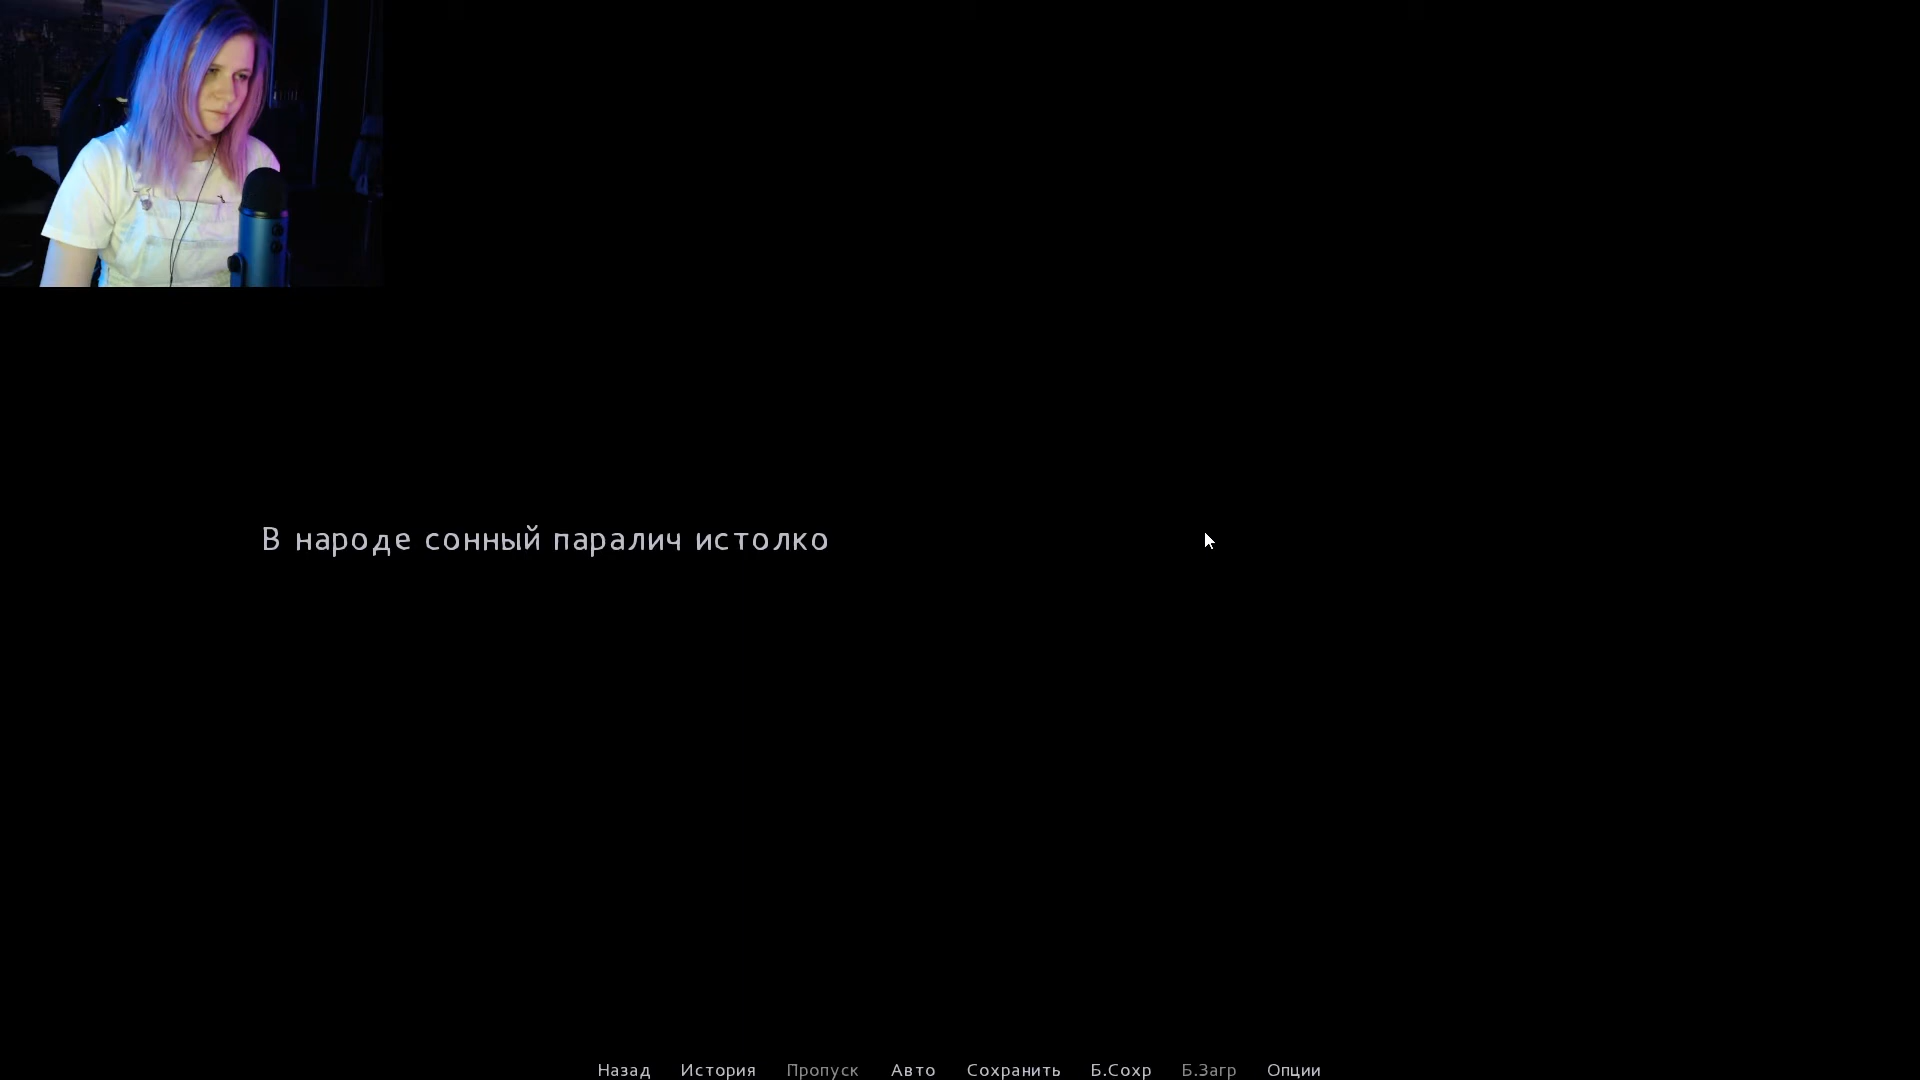 В народе сонный паралич истолко
Назад История Пропуск Авто Сохранить Б.Сохр Б.Загр Опции